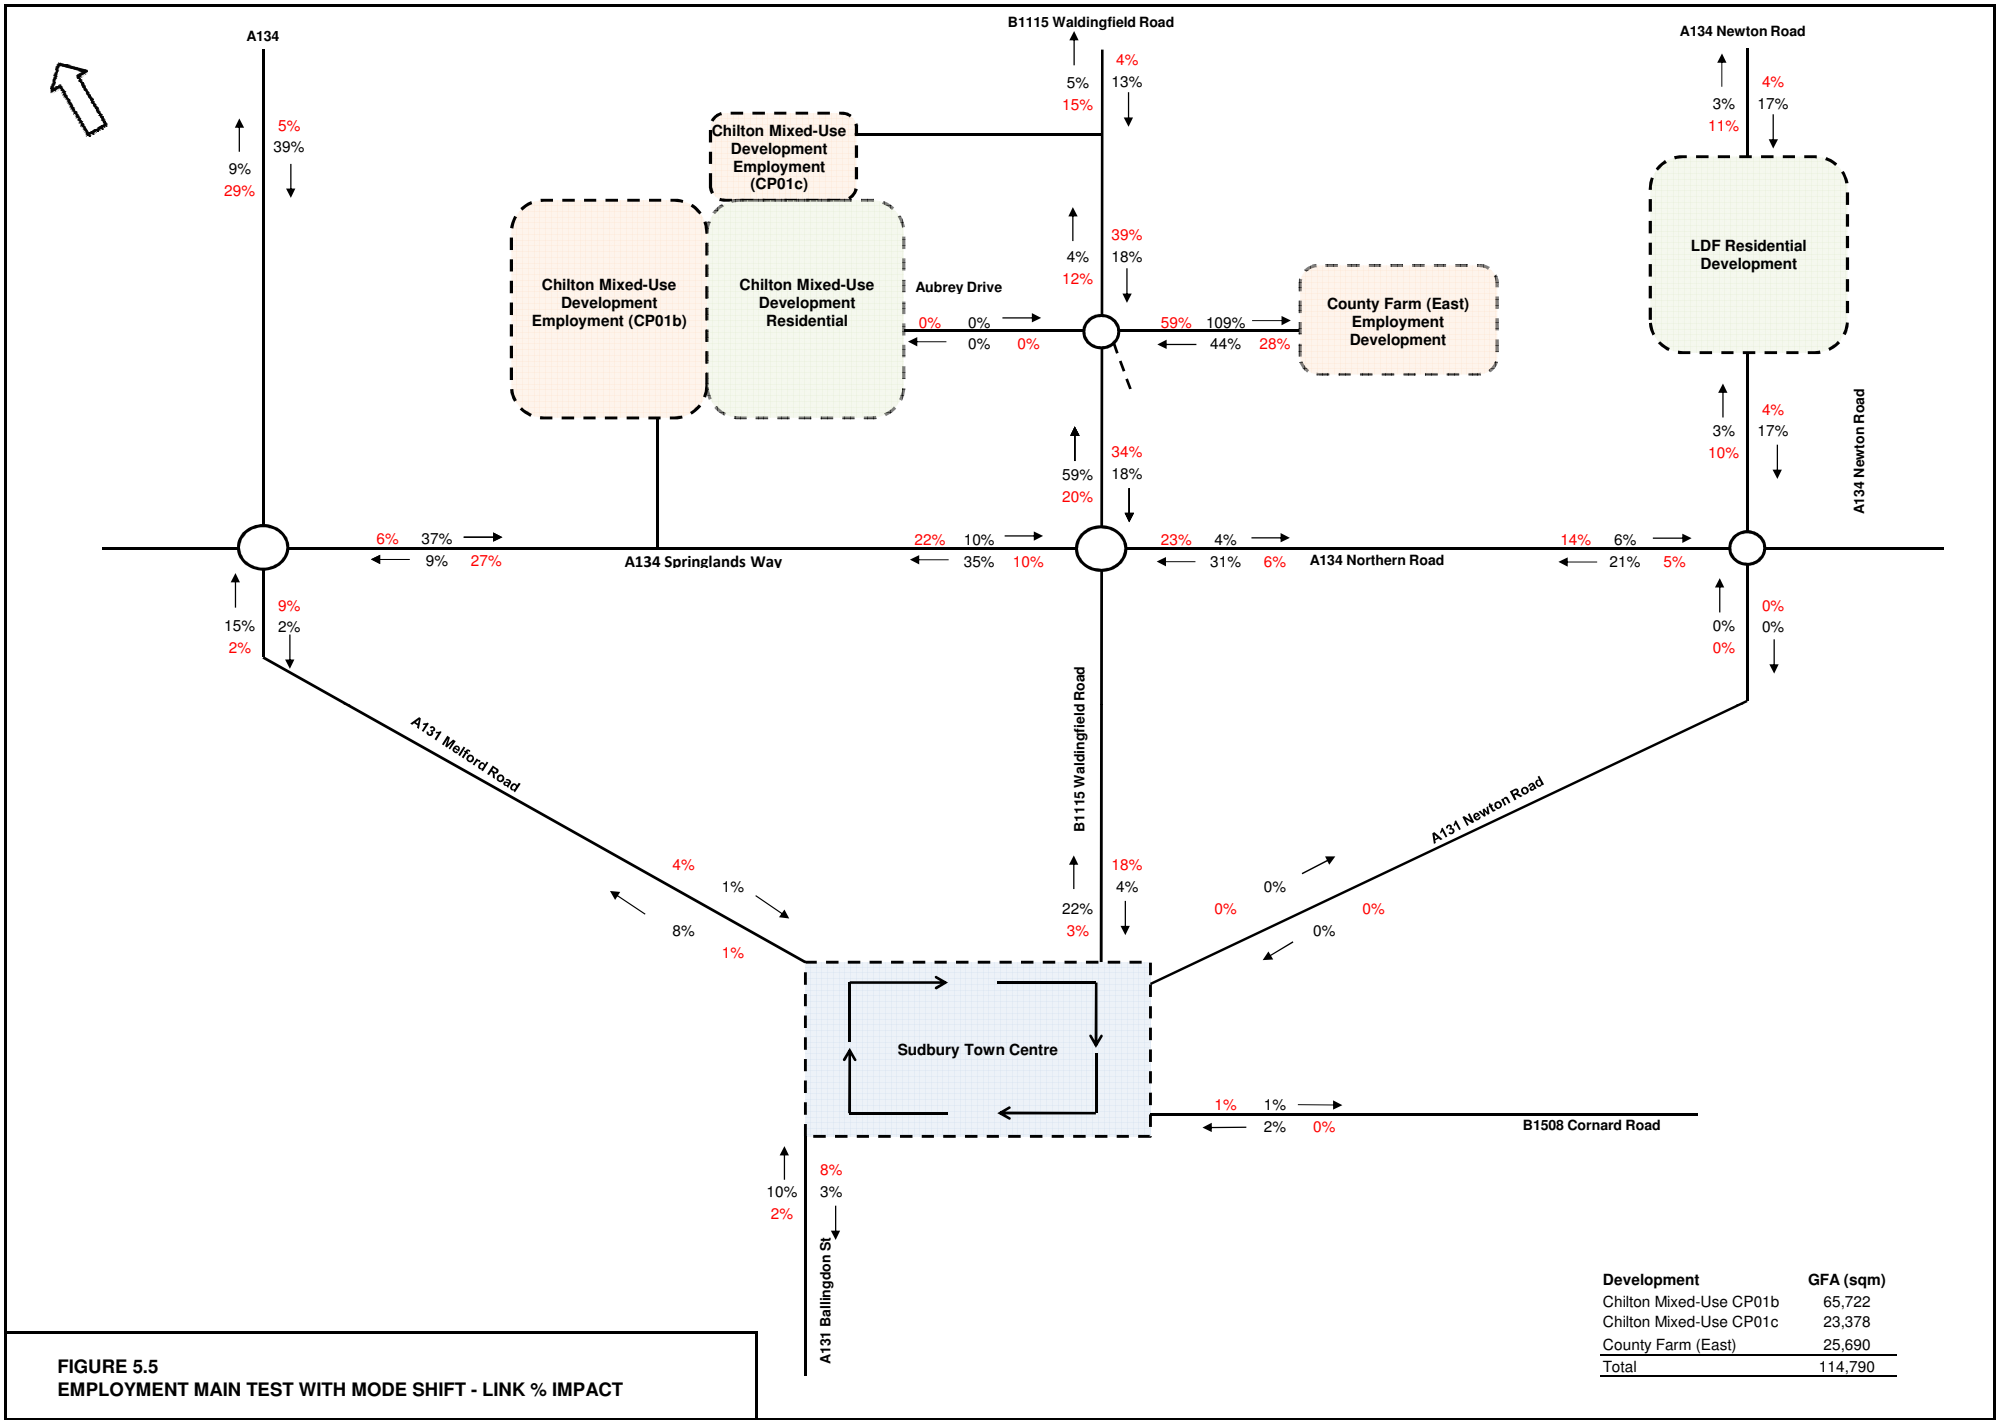 B1115 Waldingfield Road
A134
A134 Newton Road
4%
5% 13%
15%
4%
3% 17%
11%
5%
39%
9%
29%
Chilton Mixed-Use
Development
Employment
(CP01c)
39%
4% 18%
12%
LDF Residential
Development
Chilton Mixed-Use
Development
Employment (CP01b)
Chilton Mixed-Use
Development
Residential
Aubrey Drive
0% 0%
0% 0%
59% 109%
44% 28%
County Farm (East)
Employment
Development
4%
3% 17%
10%
A134 Newton Road
34%
59% 18%
20%
6% 37%
9% 27%
A134 Springlands Way
22% 10%
35% 10%
23% 4%
31% 6%
A134 Northern Road
14% 6%
21% 5%
9%
15% 2%
2%
0%
0% 0%
0%
A131 Melford Road
B1115 Waldingfield Road
A131 Newton Road
4%
1%
8%
1%
18%
4%
22%
3%
0%
0% 0%
0%
Sudbury Town Centre
1% 1%
2% 0%
B1508 Cornard Road
8%
10% 3%
2%
A131 Ballingdon St
Development GFA (sqm)
Chilton Mixed-Use CP01b 65,722
Chilton Mixed-Use CP01c 23,378
County Farm (East) 25,690
Total 114,790
FIGURE 5.5
EMPLOYMENT MAIN TEST WITH MODE SHIFT - LINK % IMPACT